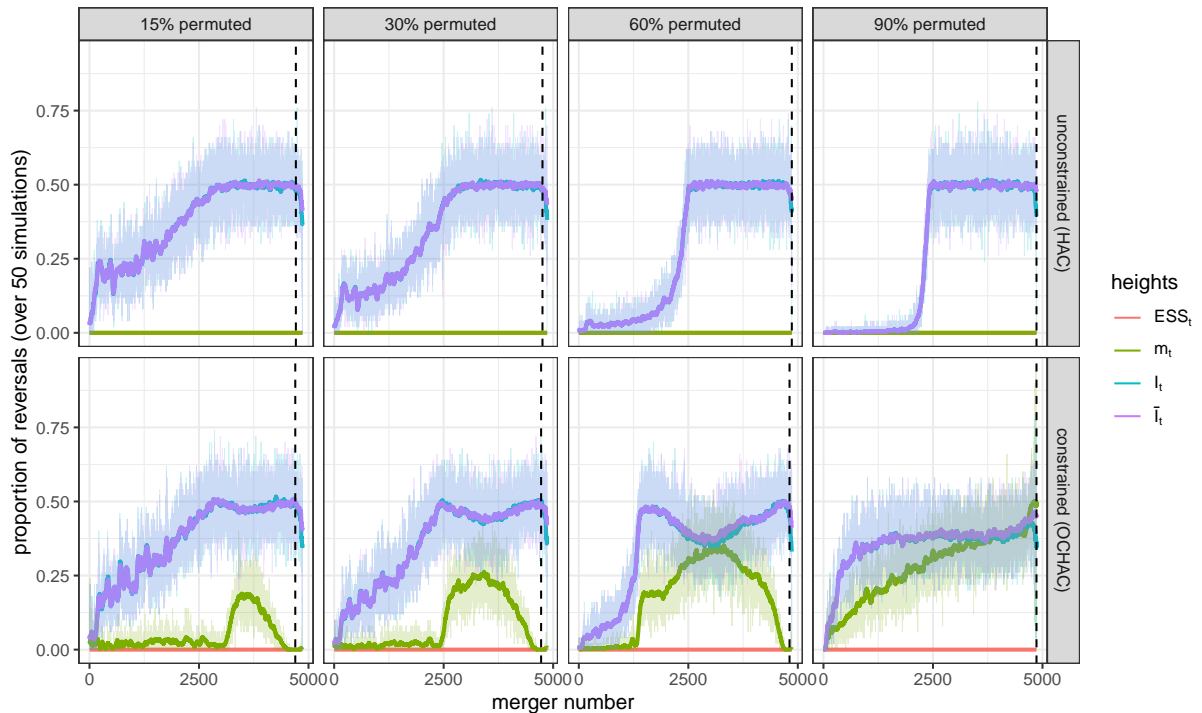 15% permuted
30% permuted
60% permuted
90% permuted
proportion of reversals (over 50 simulations)
0.75
0.50
0.25
0.00
unconstrained (HAC)
0.75
0.50
0.25
0.00
constrained (OCHAC)
0
2500
5000
0
2500
5000
0
2500
5000
0
2500
5000
merger number
heights
ESS_t
m_t
I_t
Ī_t